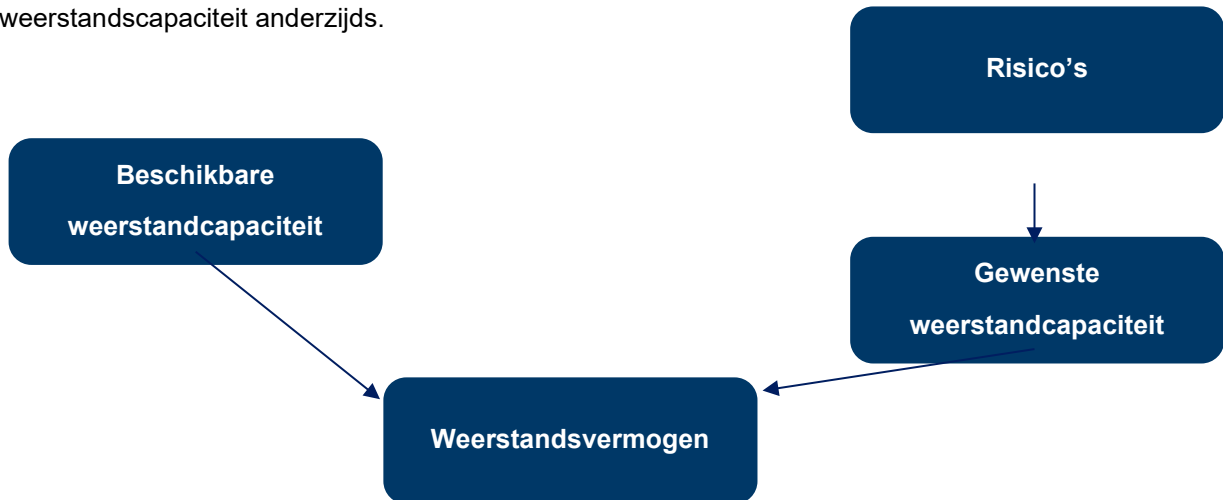 weerstandscapaciteit anderzijds.
Risico’s
Beschikbare
weerstandcapaciteit
Gewenste
weerstandcapaciteit
Weerstandsvermogen